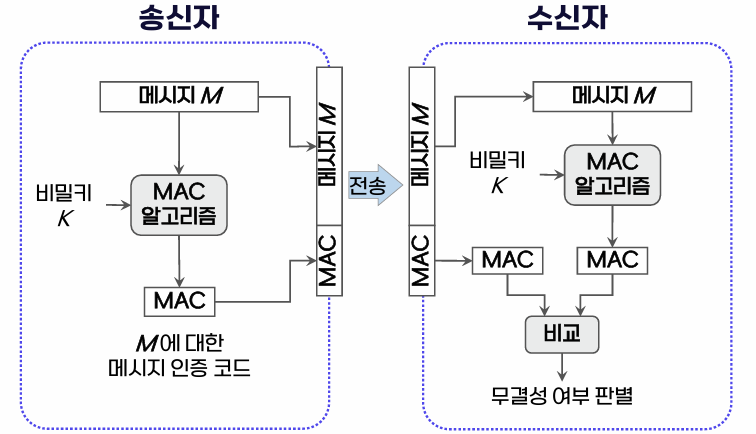 송신자
메시지 M
비밀키
K
MAC
알고리즘
MAC
M에 대한
메시지 인증 코드
메시지 M
MAC
전송
수신자
메시지 M
MAC
메시지 M
비밀키
K
MAC
알고리즘
MAC
MAC
비교
무결성 여부 판별